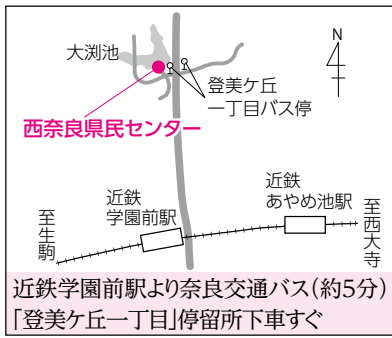 大渕池
N
登美ケ丘
一丁目バス停
西奈良県民センター
近鉄
学園前駅
近鉄
あやめ池駅
至生駒
至西大寺
近鉄学園前駅より奈良交通バス(約5分)
「登美ケ丘一丁目」停留所下車すぐ